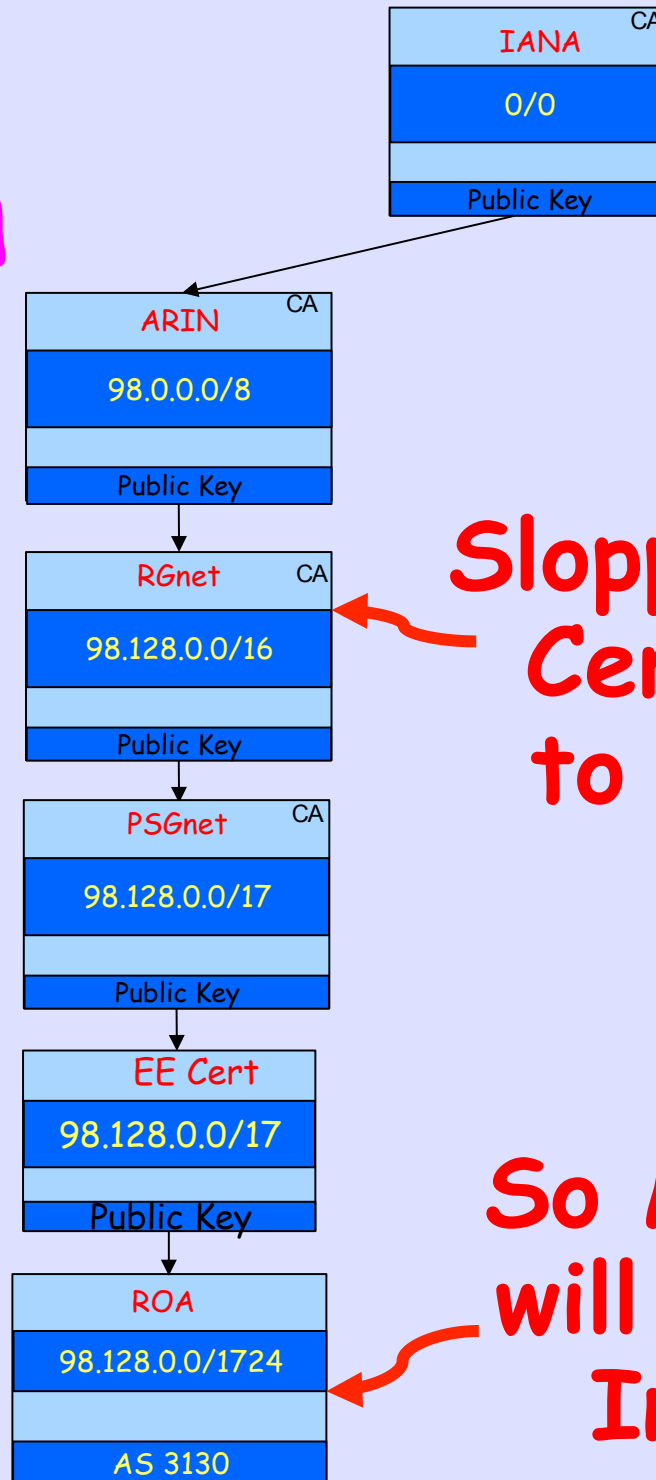 CA
IANA
0/0
Public Key
CA
ARIN
98.0.0.0/8
Public Key
RGnet CA
98.128.0.0/16
Public Key
to
PSGnet CA
98.128.0.0/17
Public Key
EE Cert
98.128.0.0/17
Public Key
So
will
ROA
98.128.0.0/1724
AS 3130